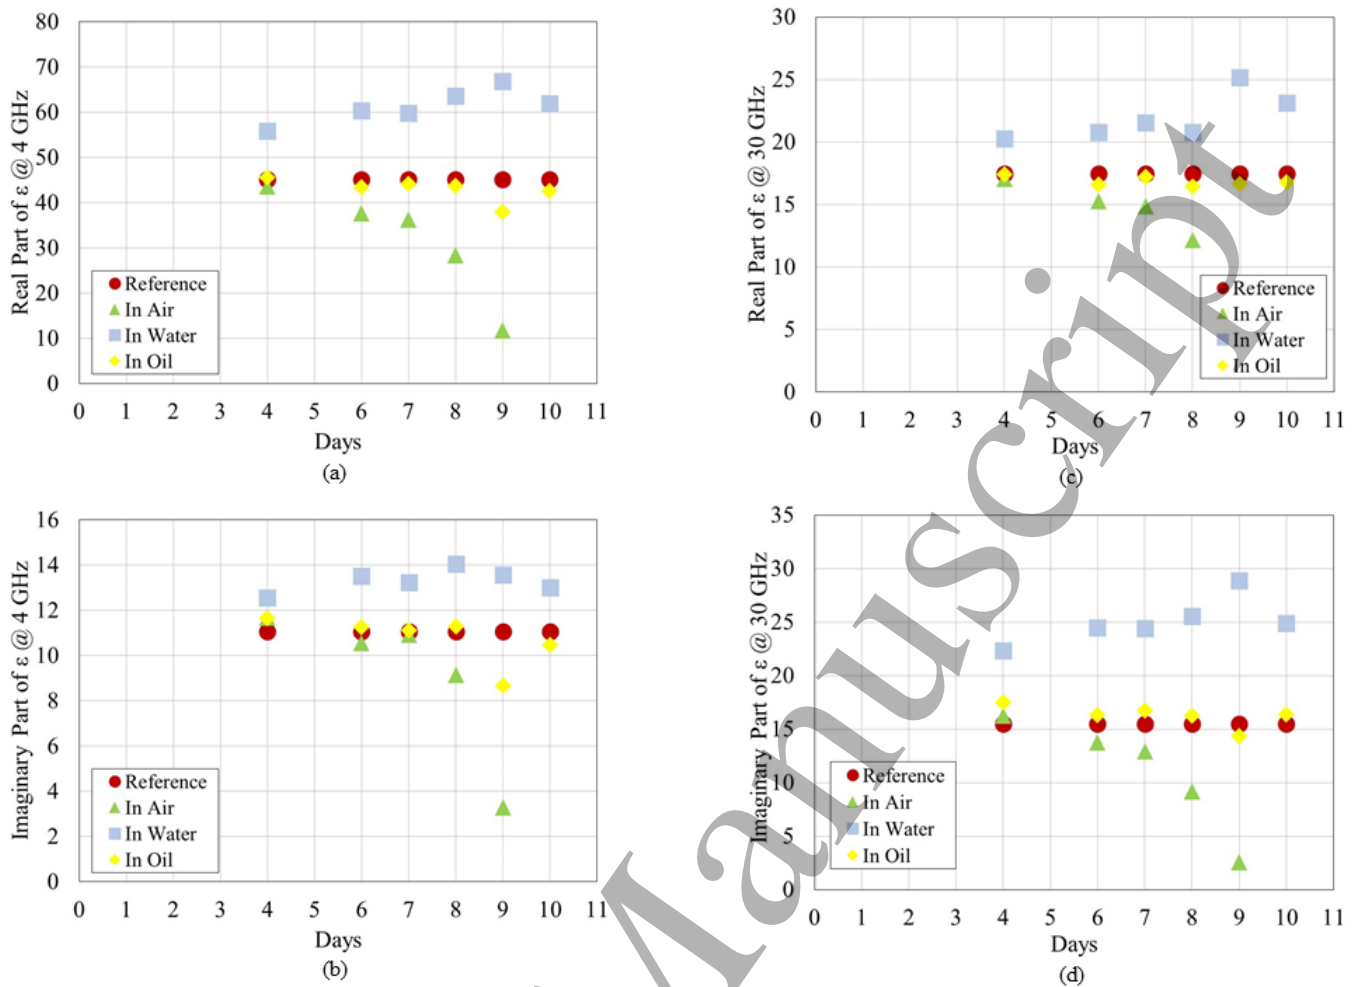 80
70
60
50
40
30
20
10
0
Real Part of ε @ 4 GHz
Reference
In Air
In Water
In Oil
0 1 2 3 4 5 6 7 8 9 10 11
Days
(a)
30
25
20
15
10
5
0
Real Part of ε @ 30 GHz
Reference
In Air
In Water
In Oil
0 1 2 3 4 5 6 7 8 9 10 11
Days
(c)
16
14
12
10
8
6
4
2
0
Imaginary Part of ε @ 4 GHz
Reference
In Air
In Water
In Oil
0 1 2 3 4 5 6 7 8 9 10 11
Days
(b)
35
30
25
20
15
10
5
0
Imaginary Part of ε @ 30 GHz
Reference
In Air
In Water
In Oil
0 1 2 3 4 5 6 7 8 9 10 11
Days
(d)
Manuscript